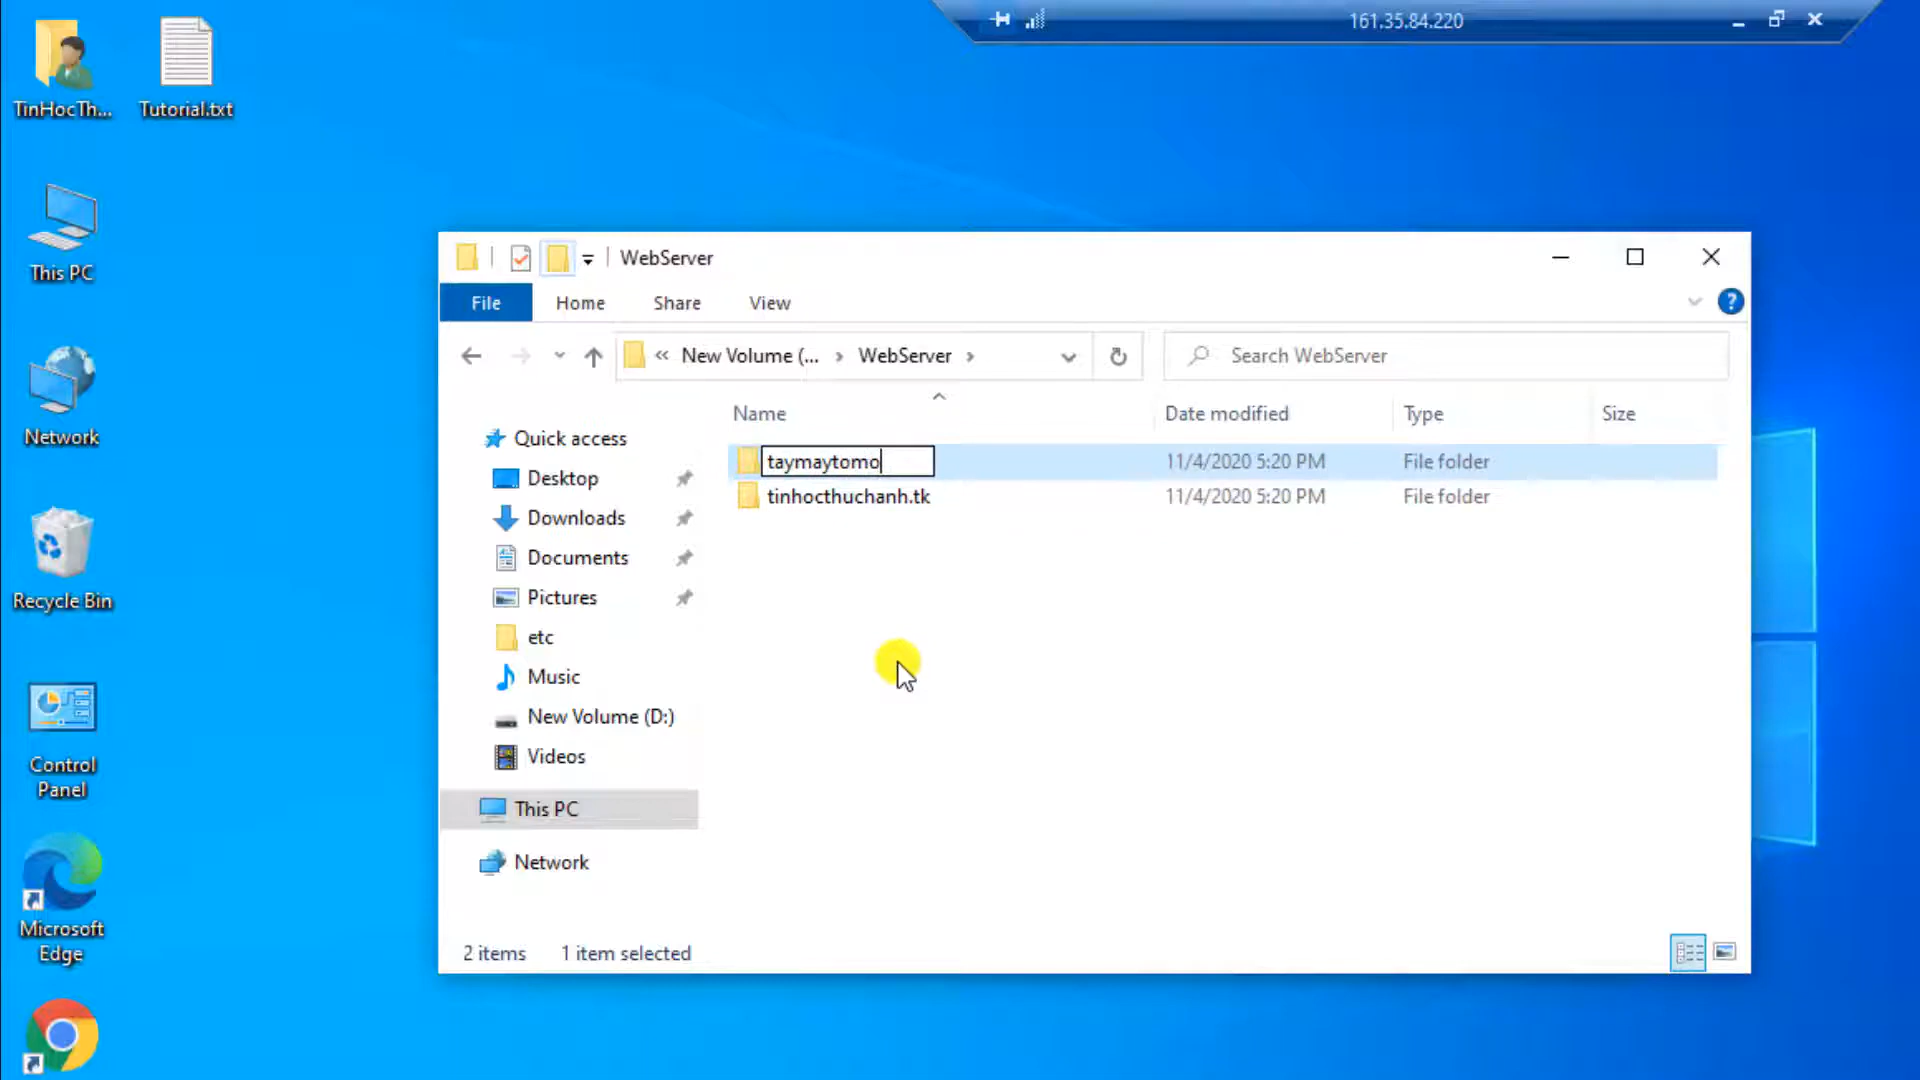 161.35.84.220
TinHocTh...
Tutorial.txt
This PC
Network
Recycle Bin
Control
Panel
Microsoft
Edge
WebServer
File
Home
Share
View
« New Volume (... › WebServer ›
Search WebServer
Name
Date modified
Type
Size
taymaytomo
11/4/2020 5:20 PM
File folder
tinhocthuchanh.tk
11/4/2020 5:20 PM
File folder
Quick access
Desktop
Downloads
Documents
Pictures
etc
Music
New Volume (D:)
Videos
This PC
Network
2 items
1 item selected